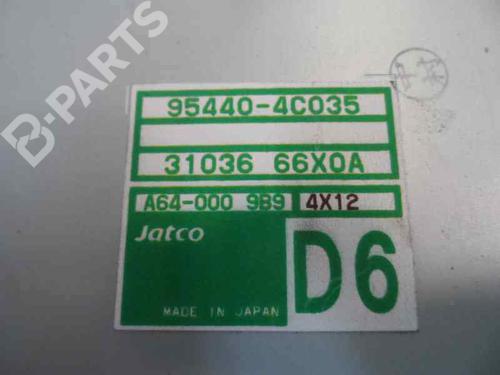 B-PARTS
95440-4C035
31036 66X0A
A64-000 9B9 4X12
Jatco
D6
MADE IN JAPAN